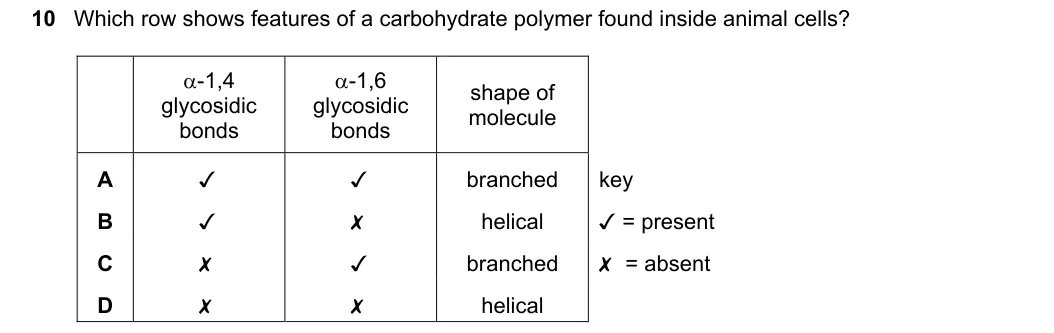 10 Which row shows features of a carbohydrate polymer found inside animal cells?
α-1,4 glycosidic bonds α-1,6 glycosidic bonds shape of molecule
A ✓ ✓ branched
B ✓ ✗ helical
C ✗ ✓ branched
D ✗ ✗ helical
key
✓ = present
✗ = absent